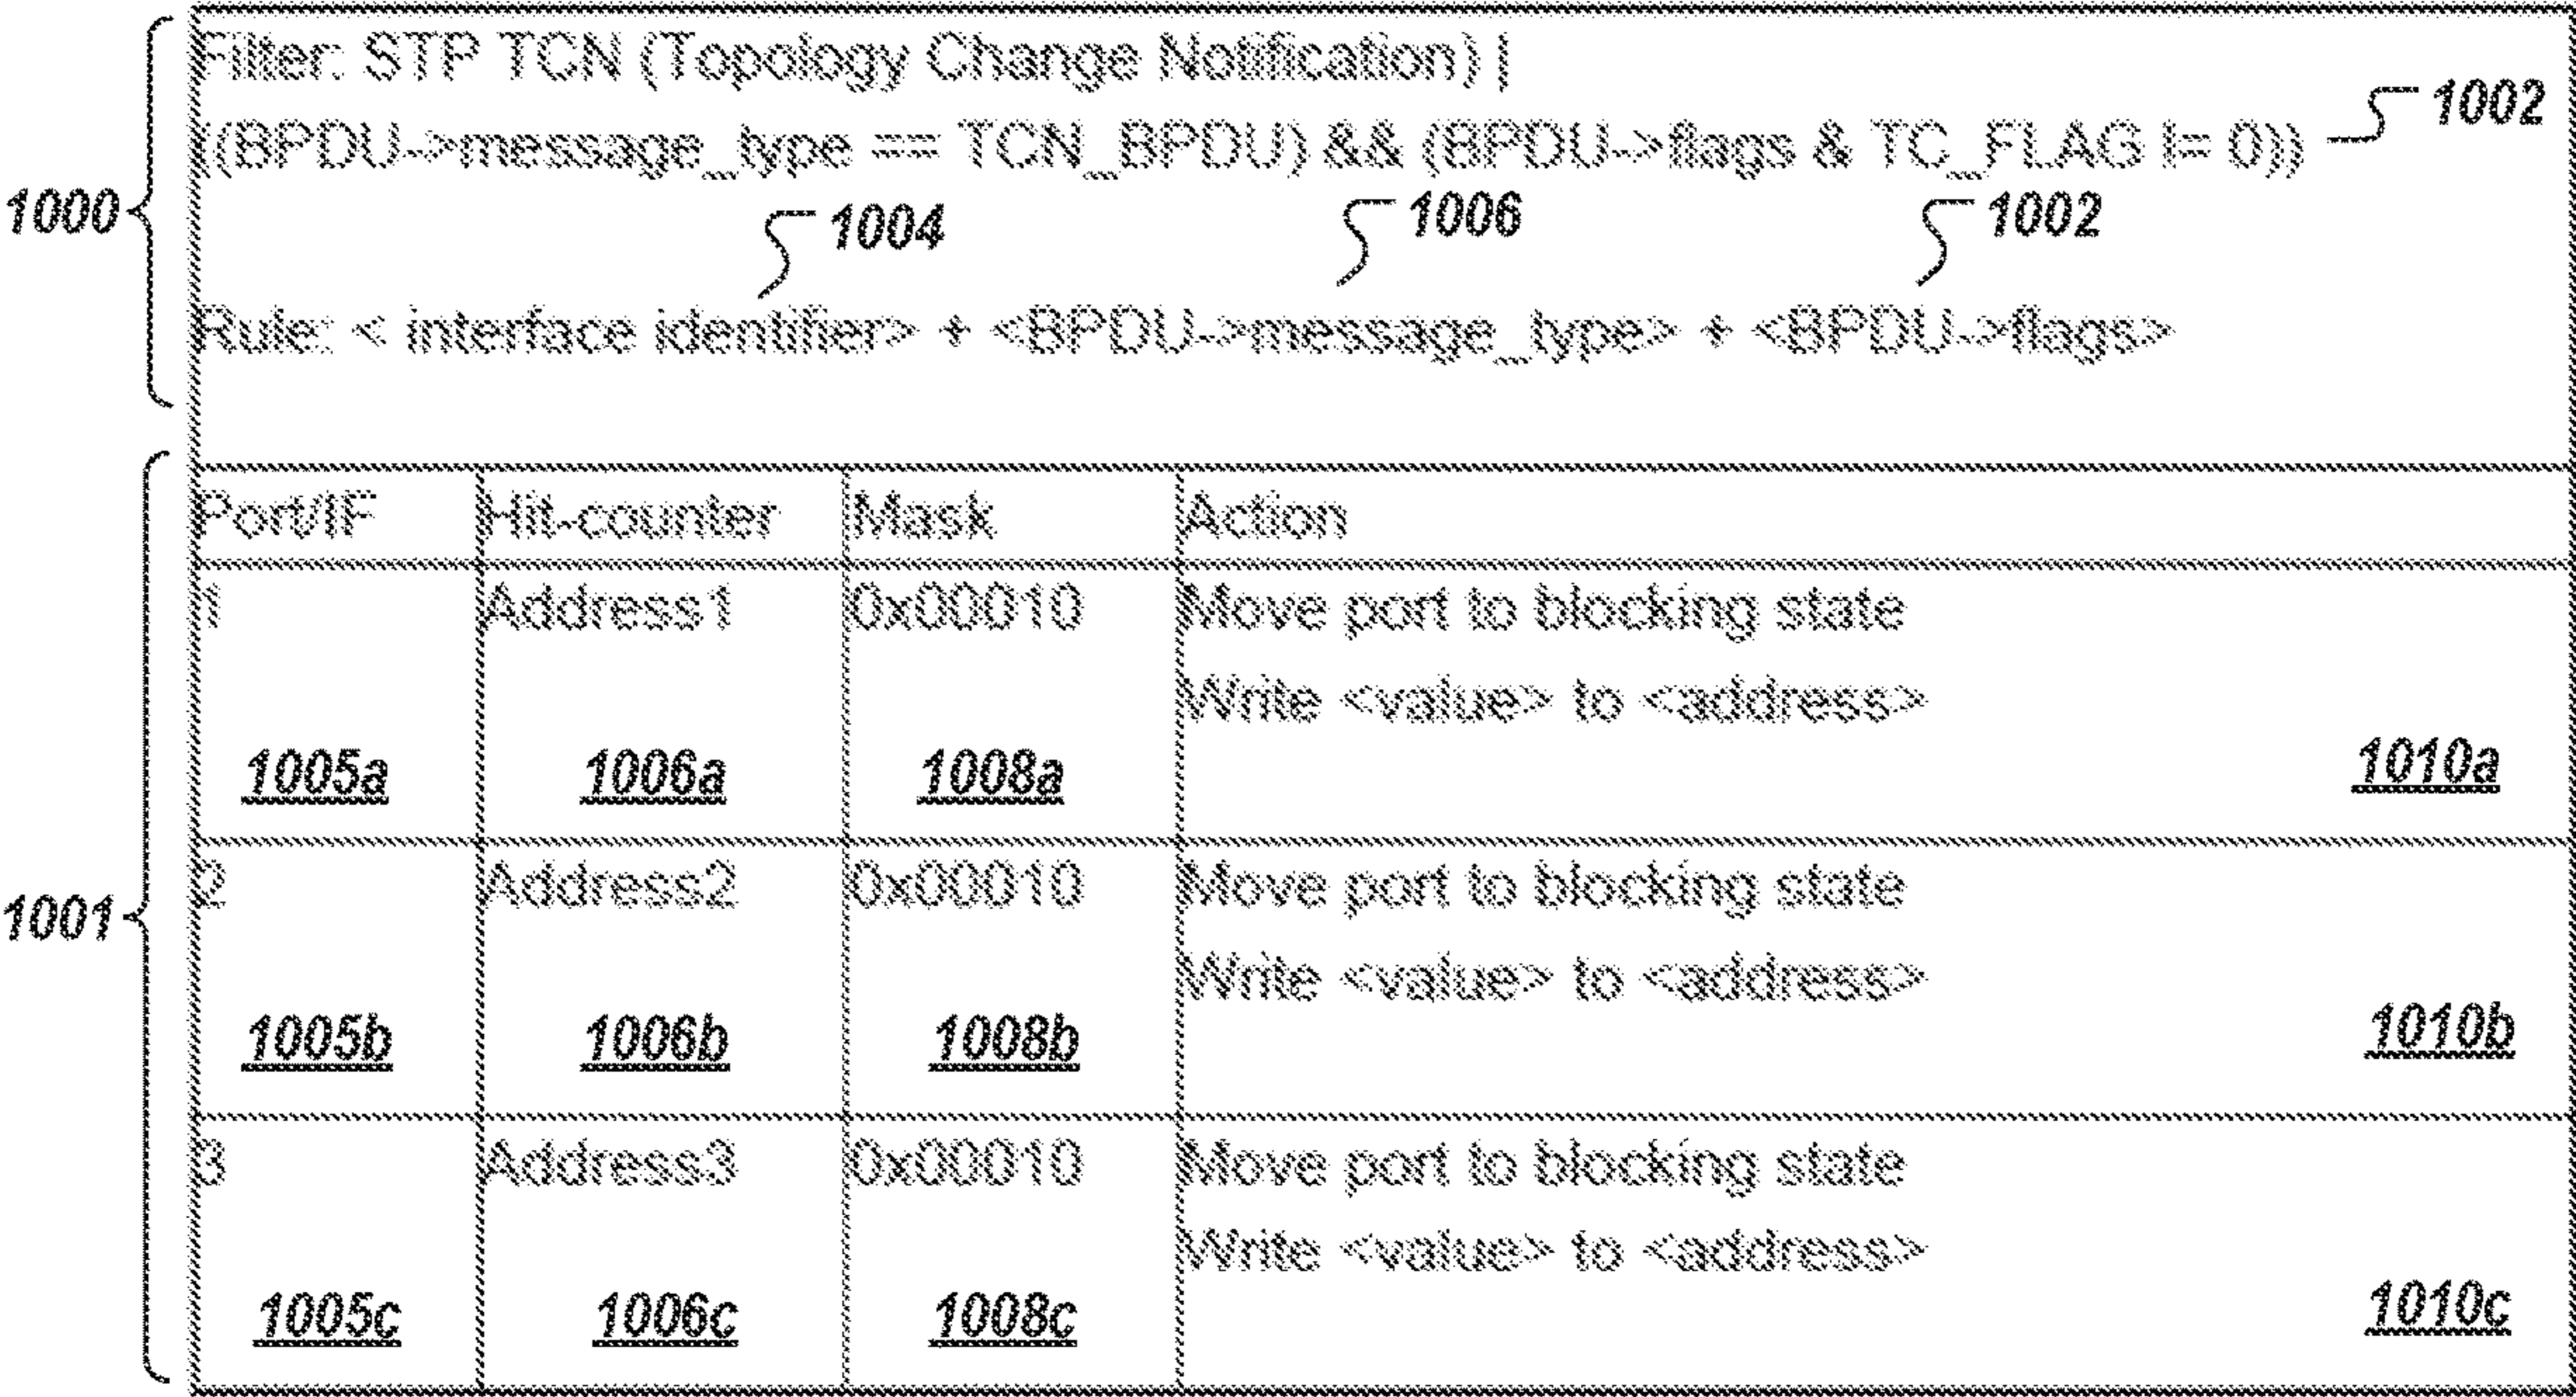 Filter: STP TCN (Topology Change Notification) |
((BPDU->message_type == TCN_BPDU) && (BPDU->flags & TC_FLAG != 0))
1002
1000
1004
1006
1002
Rule: < interface identifier> + <BPDU->message_type> + <BPDU->flags>
1001
Port/IF Hit-counter Mask Action
1 Address1 0x00010 Move port to blocking state
Write <value> to <address>
1005a 1006a 1008a 1010a
2 Address2 0x00010 Move port to blocking state
Write <value> to <address>
1005b 1006b 1008b 1010b
3 Address3 0x00010 Move port to blocking state
Write <value> to <address>
1005c 1006c 1008c 1010c